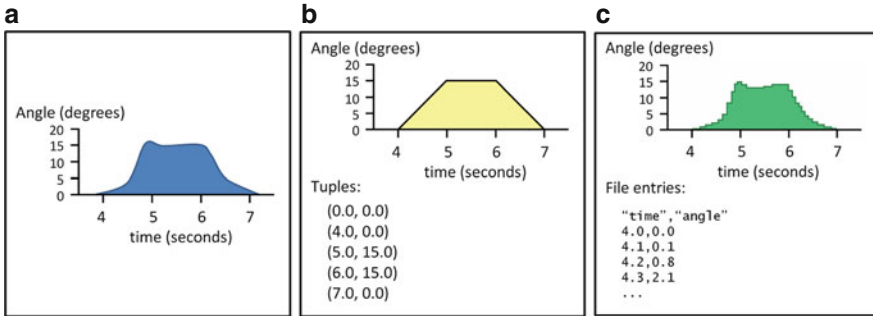 a
Angle (degrees)
20
15
10
5
0
4 5 6 7
time (seconds)
b
Angle (degrees)
20
15
10
5
0
4 5 6 7
time (seconds)
Tuples:
(0.0, 0.0)
(4.0, 0.0)
(5.0, 15.0)
(6.0, 15.0)
(7.0, 0.0)
c
Angle (degrees)
20
15
10
5
0
4 5 6 7
time (seconds)
File entries:
"time","angle"
4.0,0.0
4.1,0.1
4.2,0.8
4.3,2.1
...